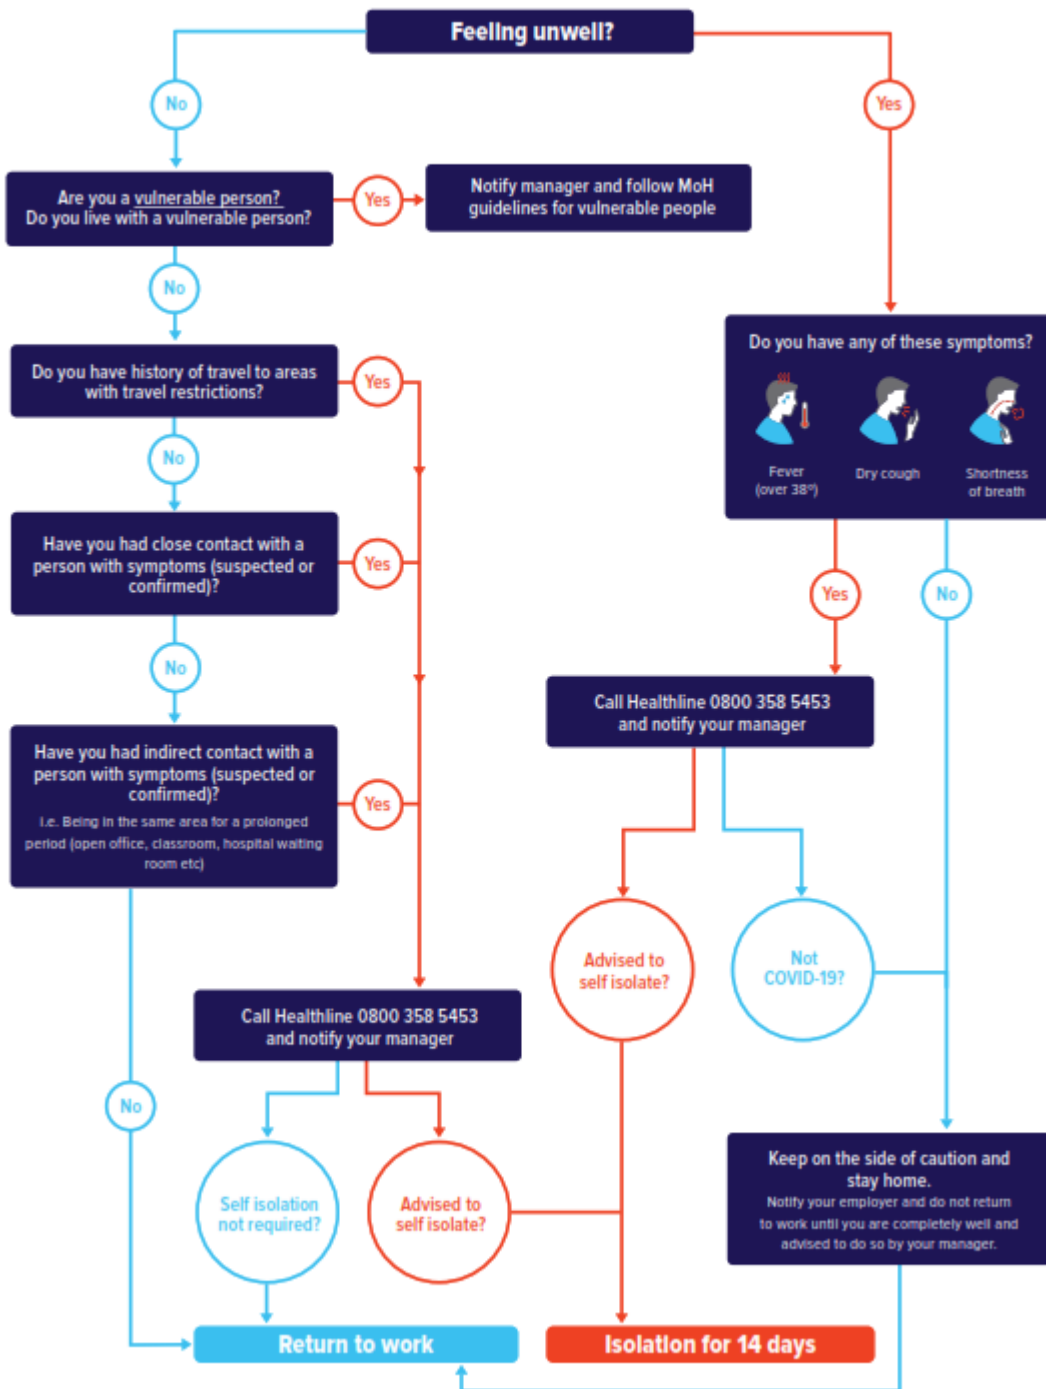 Feeling unwell?
No
Yes
Are you a vulnerable person?
Do you live with a vulnerable person?
Yes
Notify manager and follow MoH
guidelines for vulnerable people
No
Do you have history of travel to areas
with travel restrictions?
Yes
Do you have any of these symptoms?
Fever
(over 38º)
Dry cough
Shortness
of breath
No
Have you had close contact with a
person with symptoms (suspected or
confirmed)?
Yes
Yes
No
No
Call Healthline 0800 358 5453
and notify your manager
Have you had indirect contact with a
person with symptoms (suspected or
confirmed)?
i.e. Being in the same area for a prolonged
period (open office, classroom, hospital waiting
room etc)
Yes
Advised to
self isolate?
Not
COVID-19?
Call Healthline 0800 358 5453
and notify your manager
No
Self isolation
not required?
Advised to
self isolate?
Keep on the side of caution and
stay home.
Notify your employer and do not return
to work until you are completely well and
advised to do so by your manager.
Return to work
Isolation for 14 days